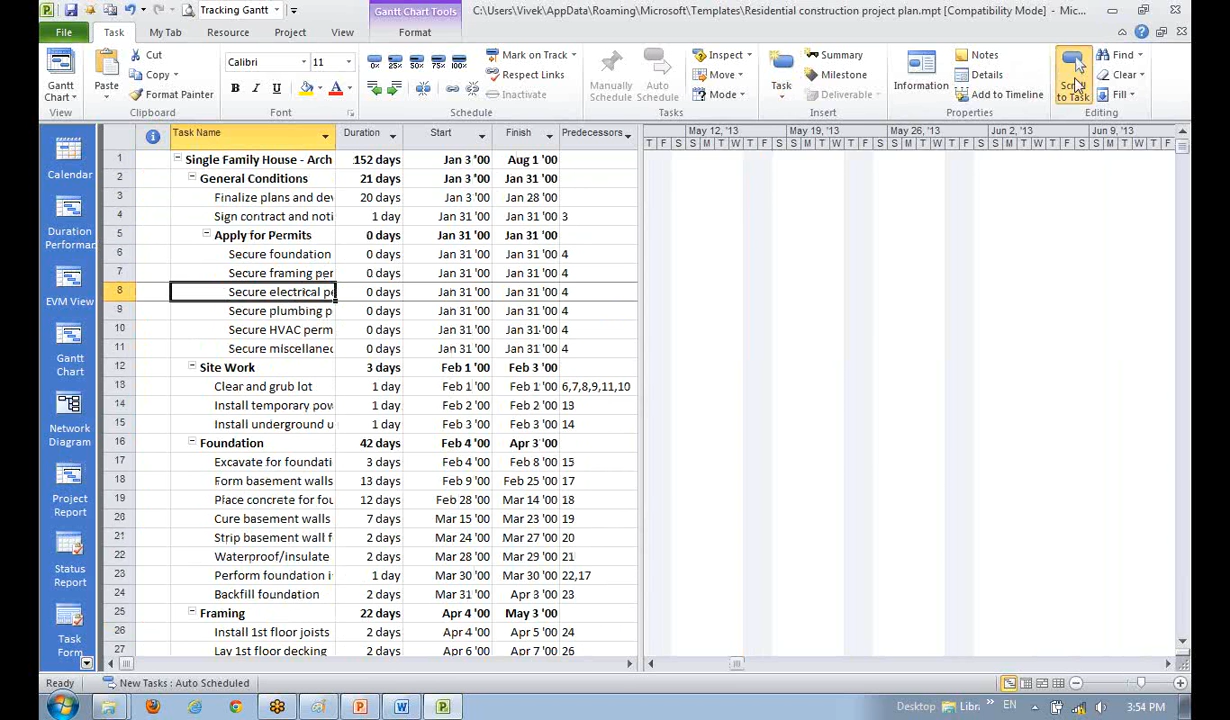 Tracking Gantt
Gantt Chart Tools
C:\Users\Vivek\AppData\Roaming\Microsoft\Templates\Residential construction project plan.mpt [Compatibility Mode] - Mic...
File Task My Tab Resource Project View Format
Gantt Chart
View
Paste
Cut
Copy
Format Painter
Clipboard
Calibri 11
B I U
Font
0% 25% 50% 75% 100%
Mark on Track
Respect Links
Inactivate
Schedule
Manually Schedule
Auto Schedule
Inspect
Move
Mode
Tasks
Task
Summary
Milestone
Deliverable
Insert
Information
Notes
Details
Add to Timeline
Properties
Scroll to Task
Find
Clear
Fill
Editing
Task Name Duration Start Finish Predecessors
May 12, '13 May 19, '13 May 26, '13 Jun 2, '13 Jun 9, '13
T F S S M T W T F S S M T W T F S S M T W T F S S M T W T F S S M T W T F
1 Single Family House - Arch 152 days Jan 3 '00 Aug 1 '00
2 General Conditions 21 days Jan 3 '00 Jan 31 '00
3 Finalize plans and dev 20 days Jan 3 '00 Jan 28 '00
4 Sign contract and noti 1 day Jan 31 '00 Jan 31 '00 3
5 Apply for Permits 0 days Jan 31 '00 Jan 31 '00
6 Secure foundation 0 days Jan 31 '00 Jan 31 '00 4
7 Secure framing per 0 days Jan 31 '00 Jan 31 '00 4
8 Secure electrical pe 0 days Jan 31 '00 Jan 31 '00 4
9 Secure plumbing p 0 days Jan 31 '00 Jan 31 '00 4
10 Secure HVAC perm 0 days Jan 31 '00 Jan 31 '00 4
11 Secure miscellaneo 0 days Jan 31 '00 Jan 31 '00 4
12 Site Work 3 days Feb 1 '00 Feb 3 '00
13 Clear and grub lot 1 day Feb 1 '00 Feb 1 '00 6,7,8,9,11,10
14 Install temporary pow 1 day Feb 2 '00 Feb 2 '00 13
15 Install underground u 1 day Feb 3 '00 Feb 3 '00 14
16 Foundation 42 days Feb 4 '00 Apr 3 '00
17 Excavate for foundati 3 days Feb 4 '00 Feb 8 '00 15
18 Form basement walls 13 days Feb 9 '00 Feb 25 '00 17
19 Place concrete for fou 12 days Feb 28 '00 Mar 14 '00 18
20 Cure basement walls 7 days Mar 15 '00 Mar 23 '00 19
21 Strip basement wall f 2 days Mar 24 '00 Mar 27 '00 20
22 Waterproof/insulate 2 days Mar 28 '00 Mar 29 '00 21
23 Perform foundation i 1 day Mar 30 '00 Mar 30 '00 22,17
24 Backfill foundation 2 days Mar 31 '00 Apr 3 '00 23
25 Framing 22 days Apr 4 '00 May 3 '00
26 Install 1st floor joists 2 days Apr 4 '00 Apr 5 '00 24
27 Lay 1st floor decking 2 days Apr 6 '00 Apr 7 '00 26
Calendar
Duration Performan
EVM View
Gantt Chart
Network Diagram
Project Report
Status Report
Task Form
Ready New Tasks : Auto Scheduled
Desktop Libra EN 3:54 PM